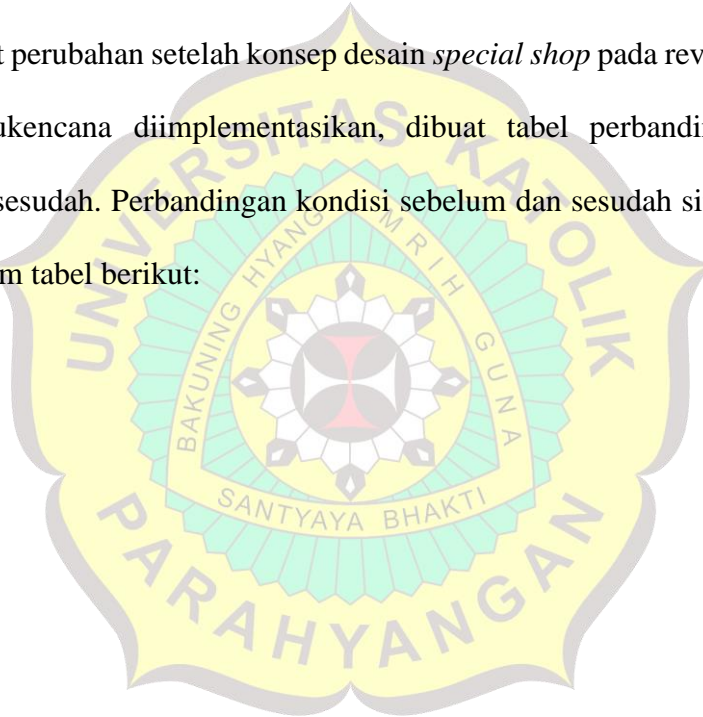 t perubahan setelah konsep desain special shop pada rev
ukencana diimplementasikan, dibuat tabel perbandi
sesudah. Perbandingan kondisi sebelum dan sesudah si
m tabel berikut:
UNIVERSITAS KATOLIK
BAKUNING HYANG MRIH GUNA
SANTYAYA BHAKTI
PARAHYANGAN